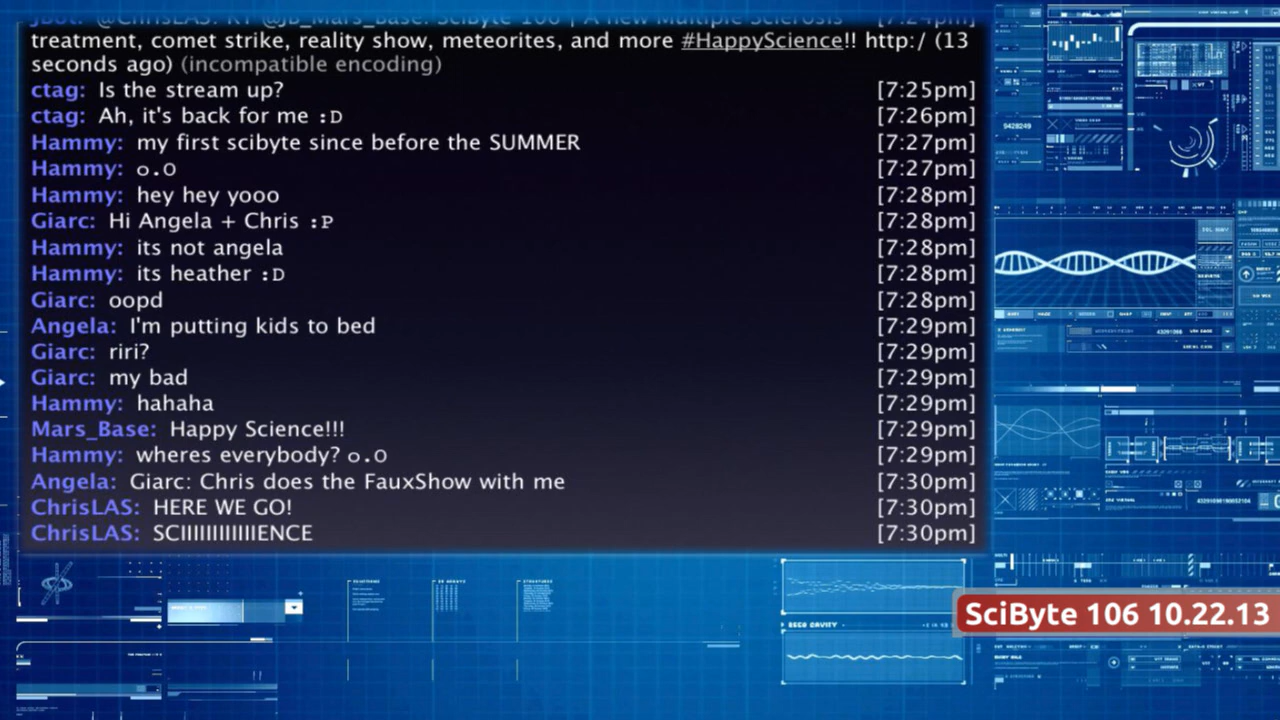 treatment, comet strike, reality show, meteorites, and more #HappyScience!! http:/ (13
seconds ago) (incompatible encoding)
ctag: Is the stream up? [7:25pm]
ctag: Ah, it's back for me :D [7:26pm]
Hammy: my first scibyte since before the SUMMER [7:27pm]
Hammy: o.O [7:27pm]
Hammy: hey hey yooo [7:28pm]
Giarc: Hi Angela + Chris :P [7:28pm]
Hammy: its not angela [7:28pm]
Hammy: its heather :D [7:28pm]
Giarc: oopd [7:28pm]
Angela: I'm putting kids to bed [7:29pm]
Giarc: riri? [7:29pm]
Giarc: my bad [7:29pm]
Hammy: hahaha [7:29pm]
Mars_Base: Happy Science!!! [7:29pm]
Hammy: wheres everybody? o.O [7:29pm]
Angela: Giarc: Chris does the FauxShow with me [7:30pm]
ChrisLAS: HERE WE GO! [7:30pm]
ChrisLAS: SCIIIIIIIIIIIIENCE [7:30pm]
9428249
SciByte 106 10.22.13